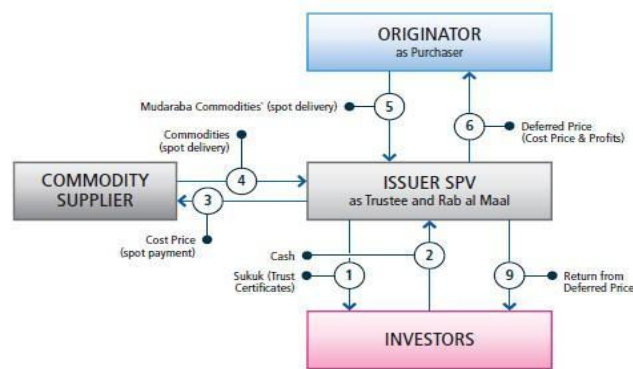 ORIGINATOR
as Purchaser
Mudaraba Commodities' (spot delivery)
5
6
Deferred Price
(Cost Price & Profits)
Commodities
(spot delivery)
4
COMMODITY
SUPPLIER
3
ISSUER SPV
as Trustee and Rab al Maal
Cost Price
(spot payment)
Cash
2
Sukuk (Trust
Certificates)
1
9
Return from
Deferred Price
INVESTORS